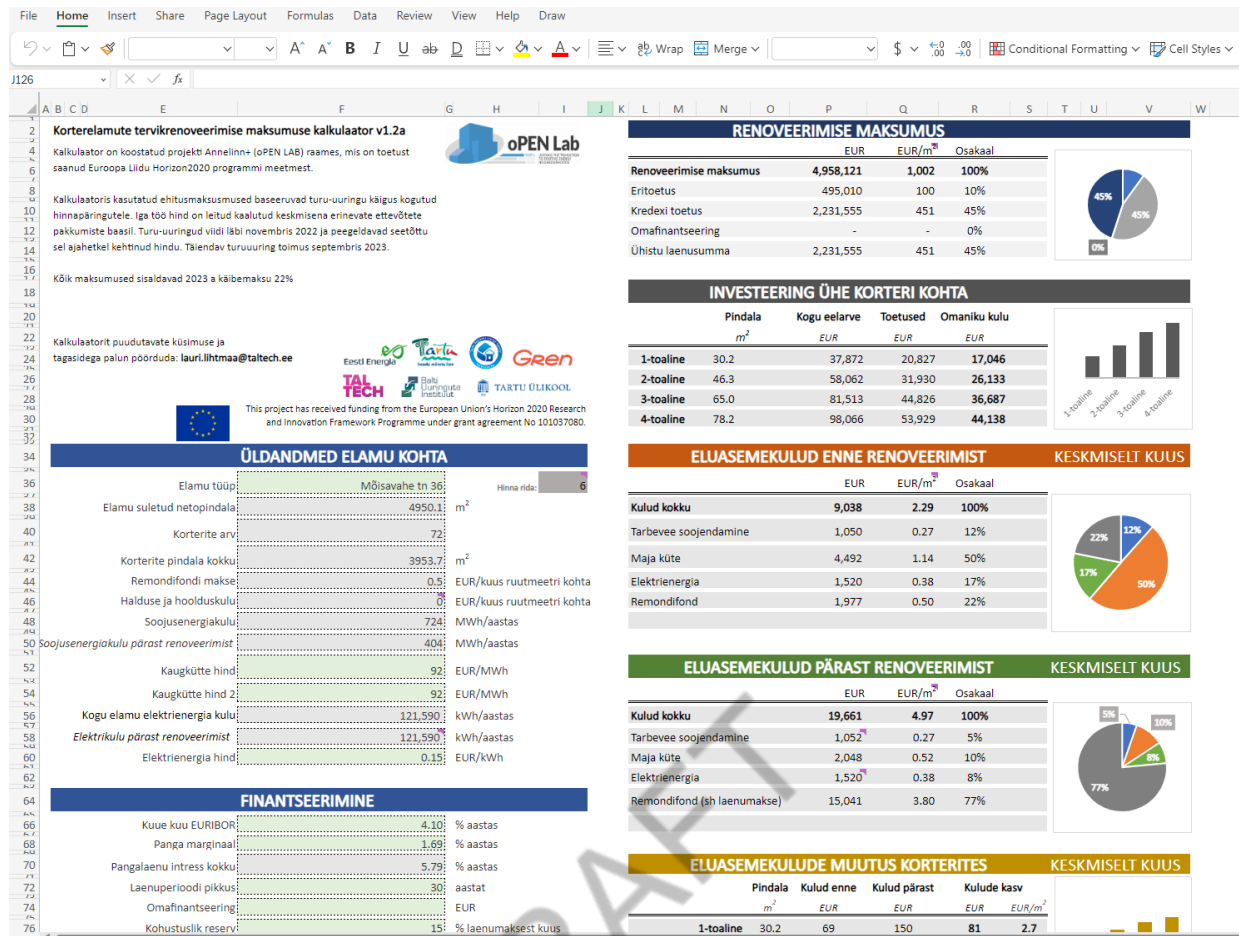 File Home Insert Share Page Layout Formulas Data Review View Help Draw
Wrap Merge $ Conditional Formatting Cell Styles
J126 fx
A B C D E F G H I J K L M N O P Q R S T U V W
Korterelamute tervikrenoveerimise maksumuse kalkulaator v1.2a
Kalkulaator on koostatud projekti Annelinn+ (oPEN LAB) raames, mis on toetust
saanud Euroopa Liidu Horizon2020 programmi meetmest.
oPEN Lab
Kalkulaatoris kasutatud ehitusmaksumused baseeruvad turu-uuringu käigus kogutud
hinnapäringutele. Iga töö hind on leitud kaalutud keskmisena erinevate ettevõtete
pakkumiste baasil. Turu-uuringud viidi läbi novembris 2022 ja peegeldavad seetõttu
sel ajahetkel kehtinud hindu. Täiendav turuuuring toimus septembris 2023.
Kõik maksumused sisaldavad 2023 a käibemaksu 22%
Kalkulaatorit puudutavate küsimuse ja
tagasidega palun pöörduda: lauri.lihtmaa@taltech.ee
Eesti Energia Tartu Gren
TAL TECH Balti Uuringute Instituut TARTU ÜLIKOOL
This project has received funding from the European Union's Horizon 2020 Research
and Innovation Framework Programme under grant agreement No 101037080.
ÜLDANDMED ELAMU KOHTA
Elamu tüüp Mõisavahe tn 36 Hinna rida: 6
Elamu suletud netopindala 4950.1 m²
Korterite arv 72
Korterite pindala kokku 3953.7 m²
Remondifondi makse 0.5 EUR/kuus ruutmeetri kohta
Halduse ja hoolduskulu 0 EUR/kuus ruutmeetri kohta
Soojusenergiakulu 724 MWh/aastas
Soojusenergiakulu pärast renoveerimist 404 MWh/aastas
Kaugkütte hind 92 EUR/MWh
Kaugkütte hind 2 92 EUR/MWh
Kogu elamu elektrienergia kulu 121,590 kWh/aastas
Elektrikulu pärast renoveerimist 121,590 kWh/aastas
Elektrienergia hind 0.15 EUR/kWh
FINANTSEERIMINE
Kuue kuu EURIBOR 4.10 % aastas
Panga marginaal 1.69 % aastas
Pangalaenu intress kokku 5.79 % aastas
Laenuperioodi pikkus 30 aastat
Omafinantseering EUR
Kohustuslik reserv 15 % laenumaksest kuus
RENOVEERIMISE MAKSUMUS
EUR EUR/m² Osakaal
Renoveerimise maksumus 4,958,121 1,002 100%
Eritoetus 495,010 100 10%
Kredexi toetus 2,231,555 451 45%
Omafinantseering - - 0%
Ühistu laenusumma 2,231,555 451 45%
45% 45% 0%
INVESTEERING ÜHE KORTERI KOHTA
Pindala Kogu eelarve Toetused Omaniku kulu
m² EUR EUR EUR
1-toaline 30.2 37,872 20,827 17,046
2-toaline 46.3 58,062 31,930 26,133
3-toaline 65.0 81,513 44,826 36,687
4-toaline 78.2 98,066 53,929 44,138
1-toaline 2-toaline 3-toaline 4-toaline
ELUASEMEKULUD ENNE RENOVEERIMIST KESKMISELT KUUS
EUR EUR/m² Osakaal
Kulud kokku 9,038 2.29 100%
Tarbevee soojendamine 1,050 0.27 12%
Maja küte 4,492 1.14 50%
Elektrienergia 1,520 0.38 17%
Remondifond 1,977 0.50 22%
22% 12% 17% 50%
ELUASEMEKULUD PÄRAST RENOVEERIMIST KESKMISELT KUUS
EUR EUR/m² Osakaal
Kulud kokku 19,661 4.97 100%
Tarbevee soojendamine 1,052 0.27 5%
Maja küte 2,048 0.52 10%
Elektrienergia 1,520 0.38 8%
Remondifond (sh laenumakse) 15,041 3.80 77%
5% 10% 8% 77%
ELUASEMEKULUDE MUUTUS KORTERITES KESKMISELT KUUS
Pindala Kulud enne Kulud pärast Kulude kasv
m² EUR EUR EUR EUR/m²
1-toaline 30.2 69 150 81 2.7
DRAFT